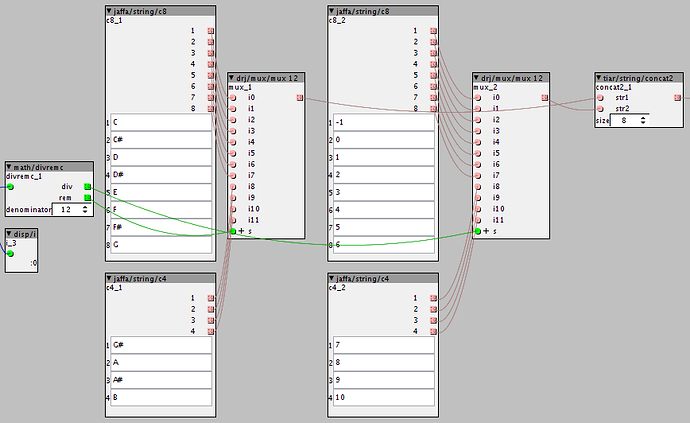 jaffa/string/c8
c8_1
1
2
3
4
5
6
7
8
1 C
2 C#
3 D
4 D#
5 E
6 F
7 F#
8 G
drj/mux/mux 12
mux_1
i0
i1
i2
i3
i4
i5
i6
i7
i8
i9
i10
i11
+ s
jaffa/string/c8
c8_2
1
2
3
4
5
6
7
8
1 -1
2 0
3 1
4 2
5 3
6 4
7 5
8 6
drj/mux/mux 12
mux_2
i0
i1
i2
i3
i4
i5
i6
i7
i8
i9
i10
i11
+ s
tiar/string/concat2
concat2_1
str1
str2
size 8
math/divremc
divremc_1
div
rem
denominator 12
disp/i
i_3
:0
jaffa/string/c4
c4_1
1
2
3
4
1 G#
2 A
3 A#
4 B
jaffa/string/c4
c4_2
1
2
3
4
1 7
2 8
3 9
4 10